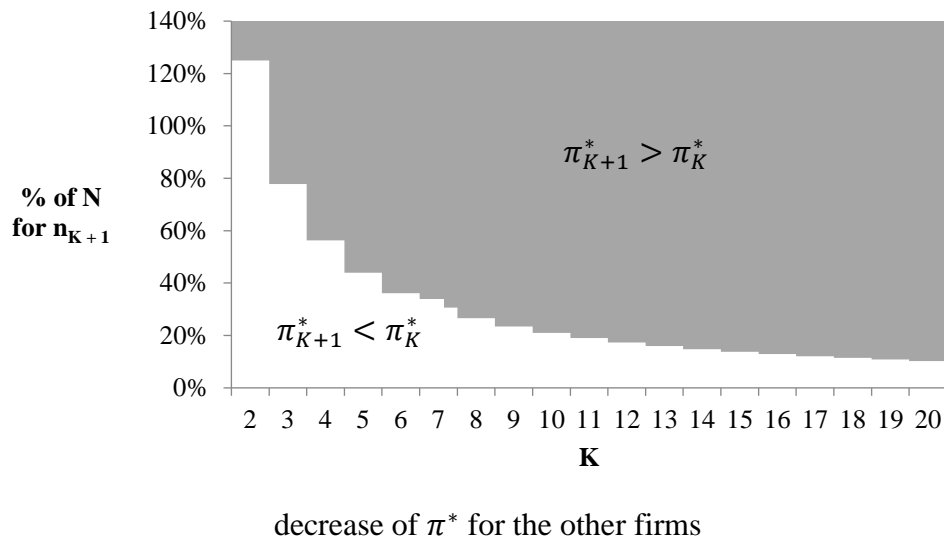 140%
120%
100%
80%
60%
40%
20%
0%
% of N
for n_{K + 1}
π*_{K+1} > π*_K
π*_{K+1} < π*_K
2 3 4 5 6 7 8 9 10 11 12 13 14 15 16 17 18 19 20
K
decrease of π* for the other firms